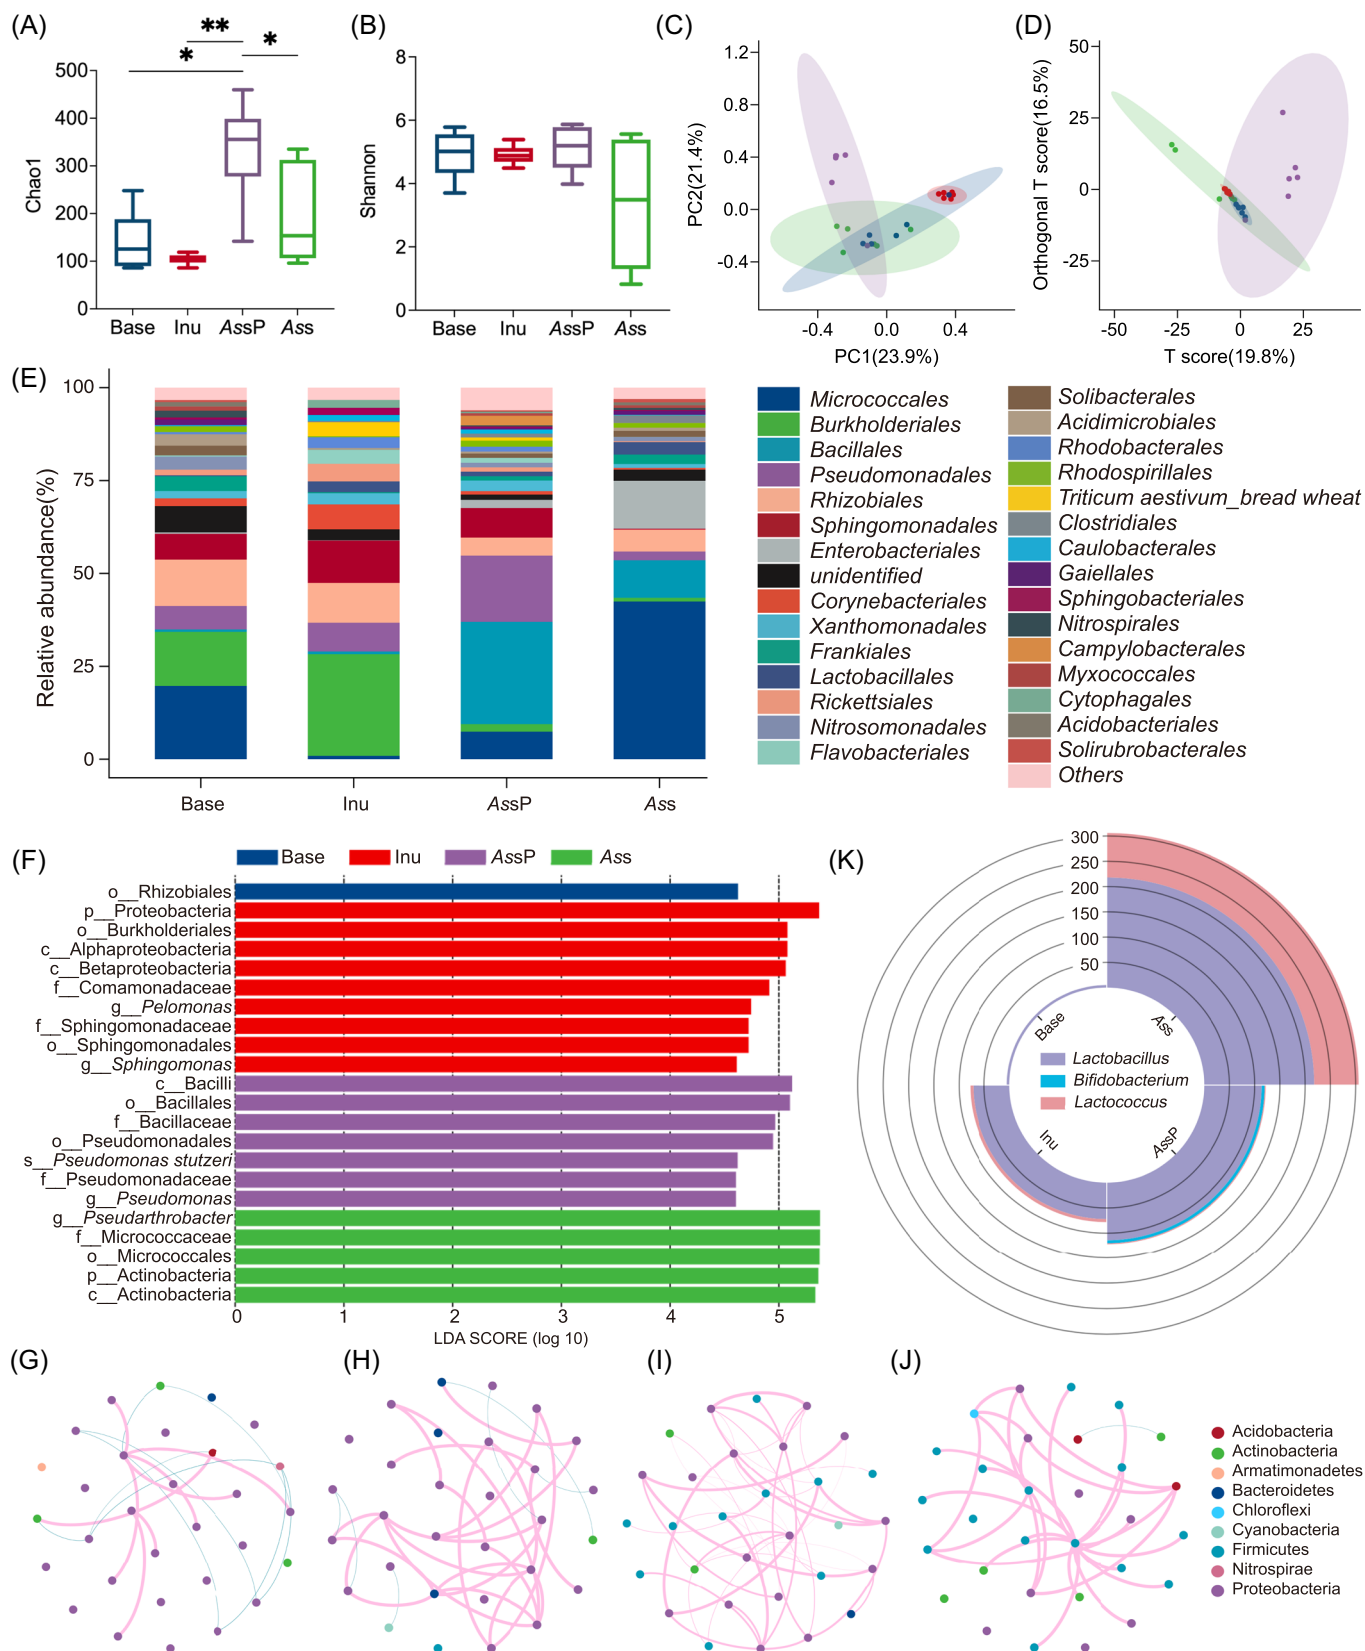 (A)
**
*
*
Chao1
500
400
300
200
100
0
Base
Inu
AssP
Ass
(B)
Shannon
8
6
4
2
0
Base
Inu
AssP
Ass
(C)
PC2(21.4%)
1.2
0.8
0.4
0.0
-0.4
-0.4
0.0
0.4
PC1(23.9%)
(D)
Orthogonal T score(16.5%)
50
25
0
-25
-50
-25
0
25
T score(19.8%)
(E)
Relative abundance(%)
100
75
50
25
0
Base
Inu
AssP
Ass
Micrococcales
Burkholderiales
Bacillales
Pseudomonadales
Rhizobiales
Sphingomonadales
Enterobacteriales
unidentified
Corynebacteriales
Xanthomonadales
Frankiales
Lactobacillales
Rickettsiales
Nitrosomonadales
Flavobacteriales
Solibacterales
Acidimicrobiales
Rhodobacterales
Rhodospirillales
Triticum aestivum_bread wheat
Clostridiales
Caulobacterales
Gaiellales
Sphingobacteriales
Nitrospirales
Campylobacterales
Myxococcales
Cytophagales
Acidobacteriales
Solirubrobacterales
Others
(F)
Base
Inu
AssP
Ass
o__Rhizobiales
p__Proteobacteria
o__Burkholderiales
c__Alphaproteobacteria
c__Betaproteobacteria
f__Comamonadaceae
g__Pelomonas
f__Sphingomonadaceae
o__Sphingomonadales
g__Sphingomonas
c__Bacilli
o__Bacillales
f__Bacillaceae
o__Pseudomonadales
s__Pseudomonas stutzeri
f__Pseudomonadaceae
g__Pseudomonas
g__Pseudarthrobacter
f__Micrococcaceae
o__Micrococcales
p__Actinobacteria
c__Actinobacteria
0
1
2
3
4
5
LDA SCORE (log 10)
(K)
300
250
200
150
100
50
Base
Ass
Lactobacillus
Bifidobacterium
Lactococcus
Inu
AssP
(G)
(H)
(I)
(J)
Acidobacteria
Actinobacteria
Armatimonadetes
Bacteroidetes
Chloroflexi
Cyanobacteria
Firmicutes
Nitrospirae
Proteobacteria